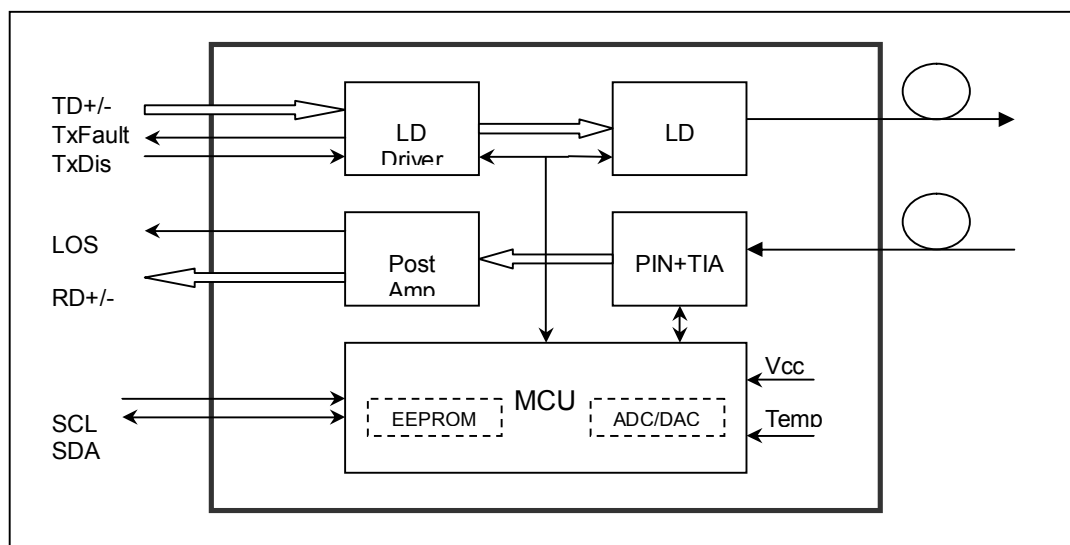 TD+/-
TxFault
TxDis
LD
Driver
LD
LOS
RD+/-
Post
Amp
PIN+TIA
SCL
SDA
MCU
EEPROM
ADC/DAC
Vcc
Temp